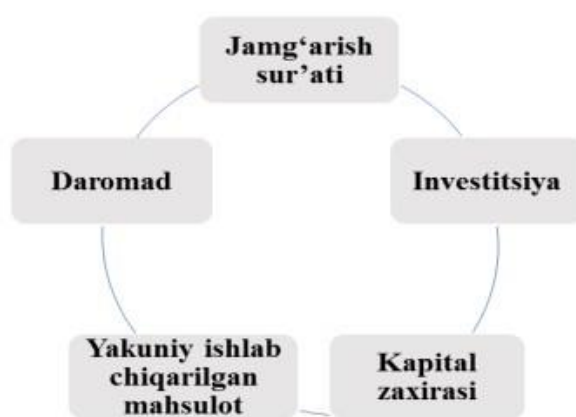 Jamg‘arish
sur’ati
Daromad
Investitsiya
Yakuniy ishlab
chiqarilgan
mahsulot
Kapital
zaxirasi